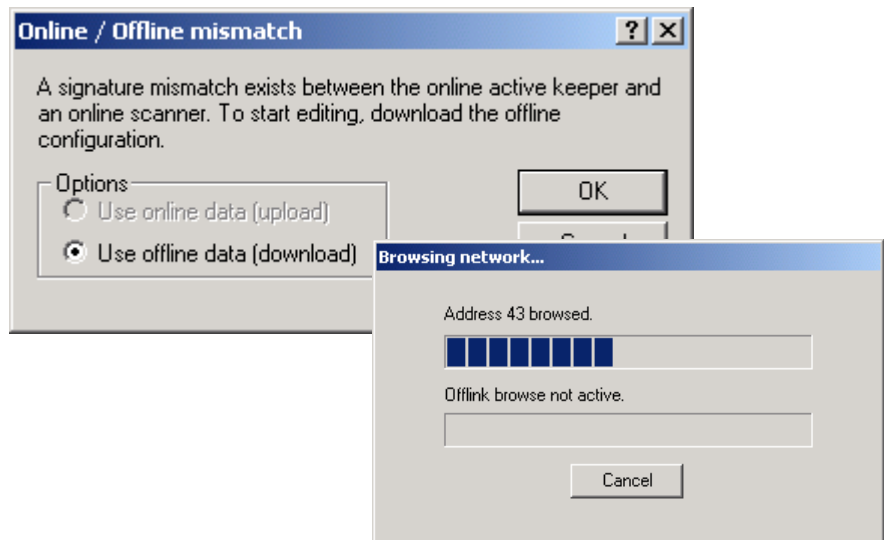 Online / Offline mismatch
A signature mismatch exists between the online active keeper and
an online scanner. To start editing, download the offline
configuration.
Options
Use online data (upload)
Use offline data (download)
OK
Browsing network...
Address 43 browsed.
Offlink browse not active.
Cancel